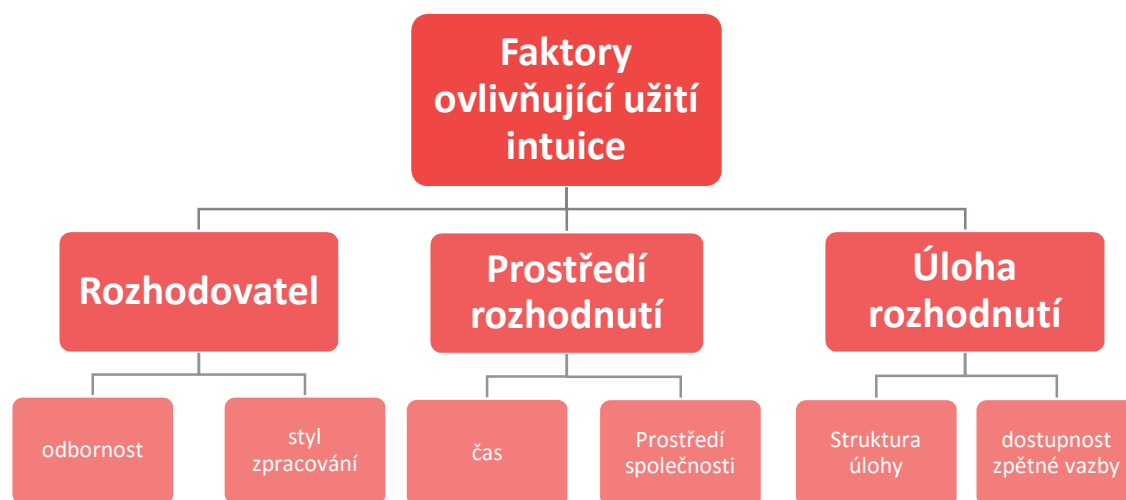 Faktory
ovlivňující užití
intuice
Rozhodovatel
Prostředí
rozhodnutí
Úloha
rozhodnutí
odbornost
styl
zpracování
čas
Prostředí
společnosti
Struktura
úlohy
dostupnost
zpětné vazby